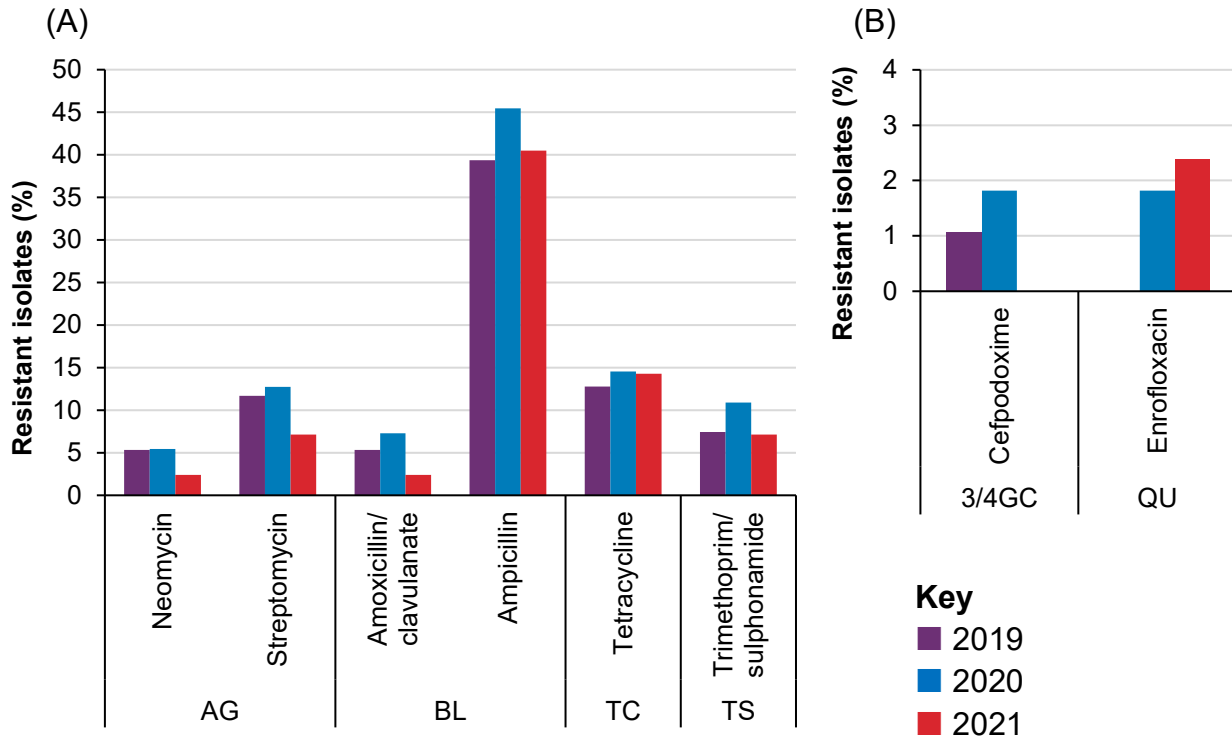 (A)
Resistant isolates (%)
50
45
40
35
30
25
20
15
10
5
0
Neomycin
Streptomycin
Amoxicillin/
clavulanate
Ampicillin
Tetracycline
Trimethoprim/
sulphonamide
AG
BL
TC
TS
(B)
Resistant isolates (%)
4
3
2
1
0
Cefpodoxime
Enrofloxacin
3/4GC
QU
Key
2019
2020
2021